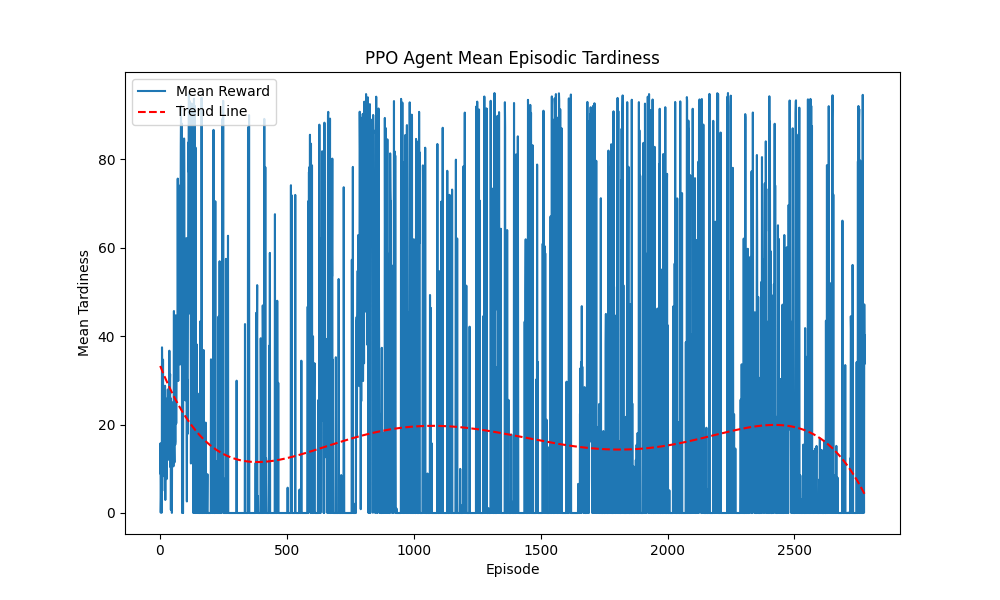 PPO Agent Mean Episodic Tardiness
Mean Reward
Trend Line
Mean Tardiness
80
60
40
20
0
0 500 1000 1500 2000 2500
Episode